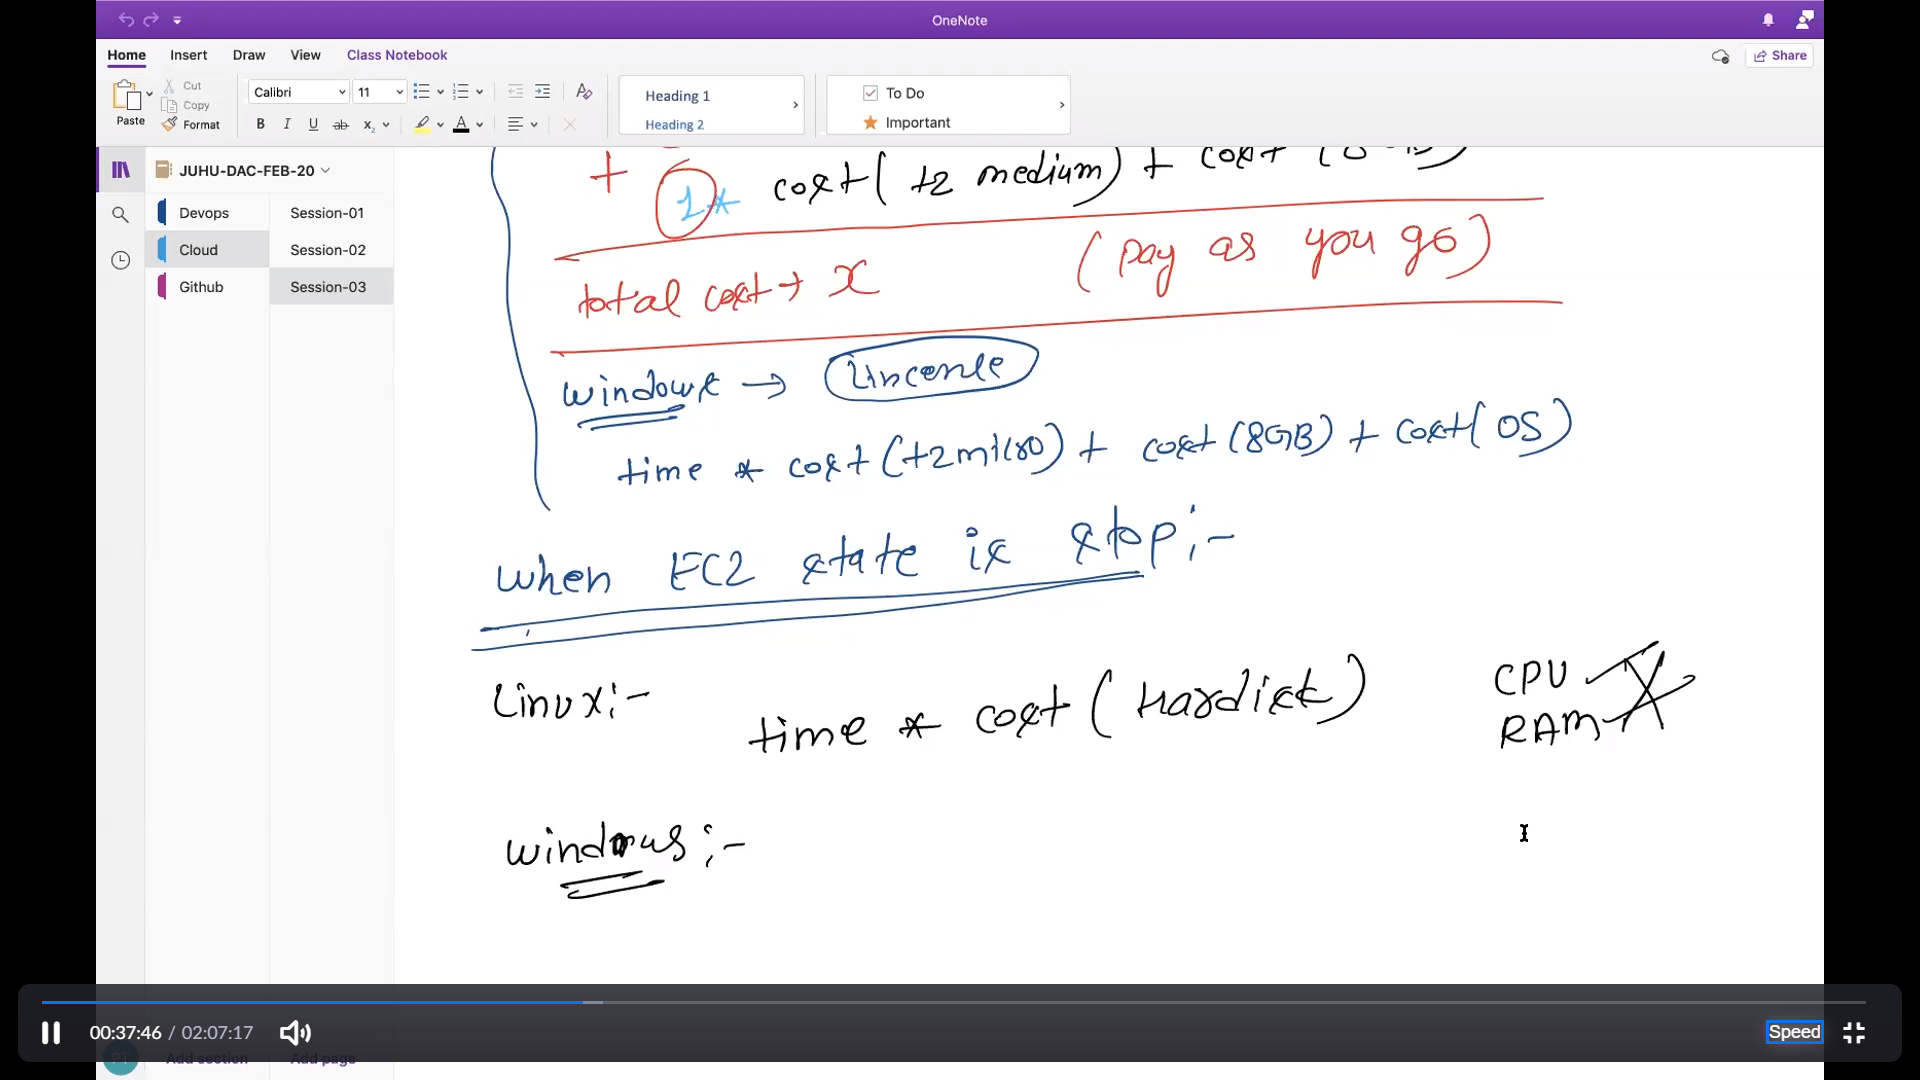 OneNote
Home Insert Draw View Class Notebook Share
Paste Cut Copy Format
Calibri 11
B I U ab x₂ A
Heading 1
Heading 2
To Do
Important
JUHU-DAC-FEB-20
Devops
Cloud
Github
Session-01
Session-02
Session-03
+ 1* cost (t2 medium) + cost
total cost → x (pay as you go)
windows → Lincense
time * cost (t2micro) + cost (8GB) + cost (OS)
when EC2 state is stop :-
Linux :- time * cost (Hardisk)
CPU
RAM
windows :-
00:37:46 / 02:07:17
Speed
PT Add section Add page